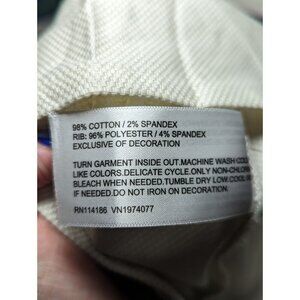 98% COTTON / 2% SPANDEX
RIB: 96% POLYESTER / 4% SPANDEX
EXCLUSIVE OF DECORATION
TURN GARMENT INSIDE OUT.MACHINE WASH COLD
LIKE COLORS.DELICATE CYCLE.ONLY NON-CHLORIN
BLEACH WHEN NEEDED.TUMBLE DRY LOW.COOL
IF NEEDED.DO NOT IRON ON DECORATION.
RN114186 VN1974077